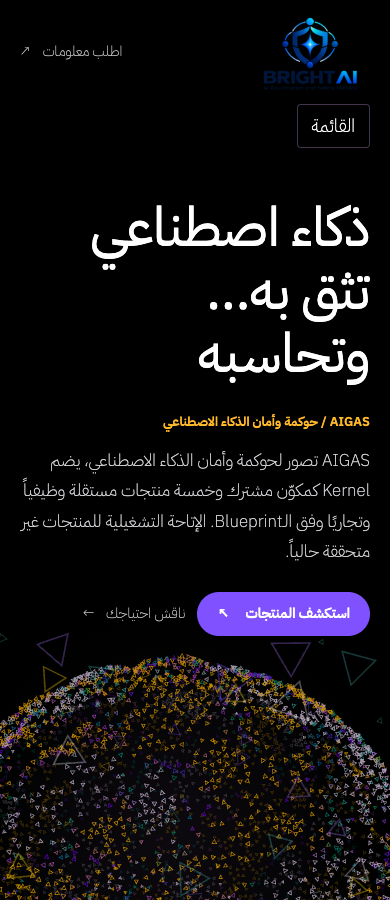 BRIGHT AI
اطلب معلومات ↗
القائمة
ذكاء اصطناعي
تثق به...
وتحاسبه
AIGAS / حوكمة وأمان الذكاء الاصطناعي
AIGAS تصور لحوكمة وأمان الذكاء الاصطناعي، يضم
Kernel كمكوّن مشترك وخمسة منتجات مستقلة وظيفياً
وتجاريًا وفق الـBlueprint. الإتاحة التشغيلية للمنتجات غير
متحققة حالياً.
استكشف المنتجات ↖
ناقش احتياجك ←